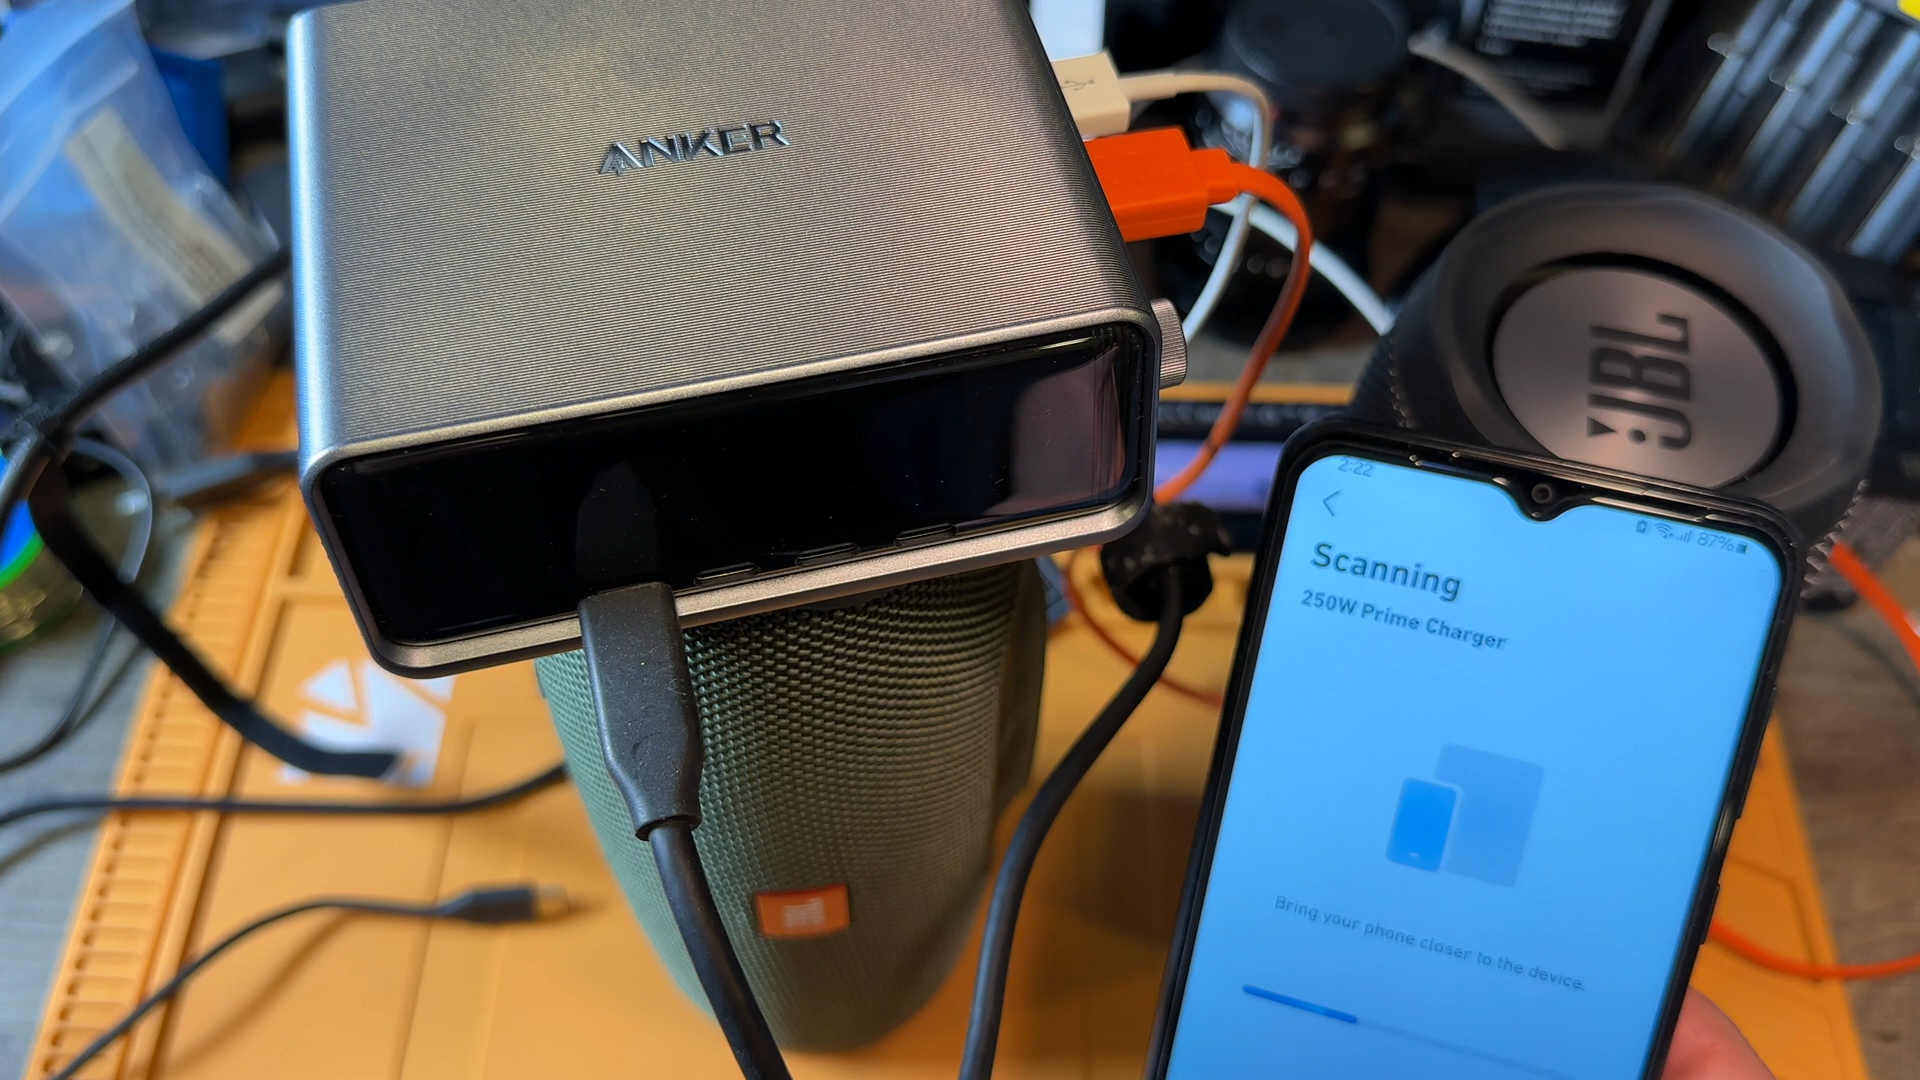 ANKER
JBL
2:22
87%
Scanning
250W Prime Charger
Bring your phone closer to the device.